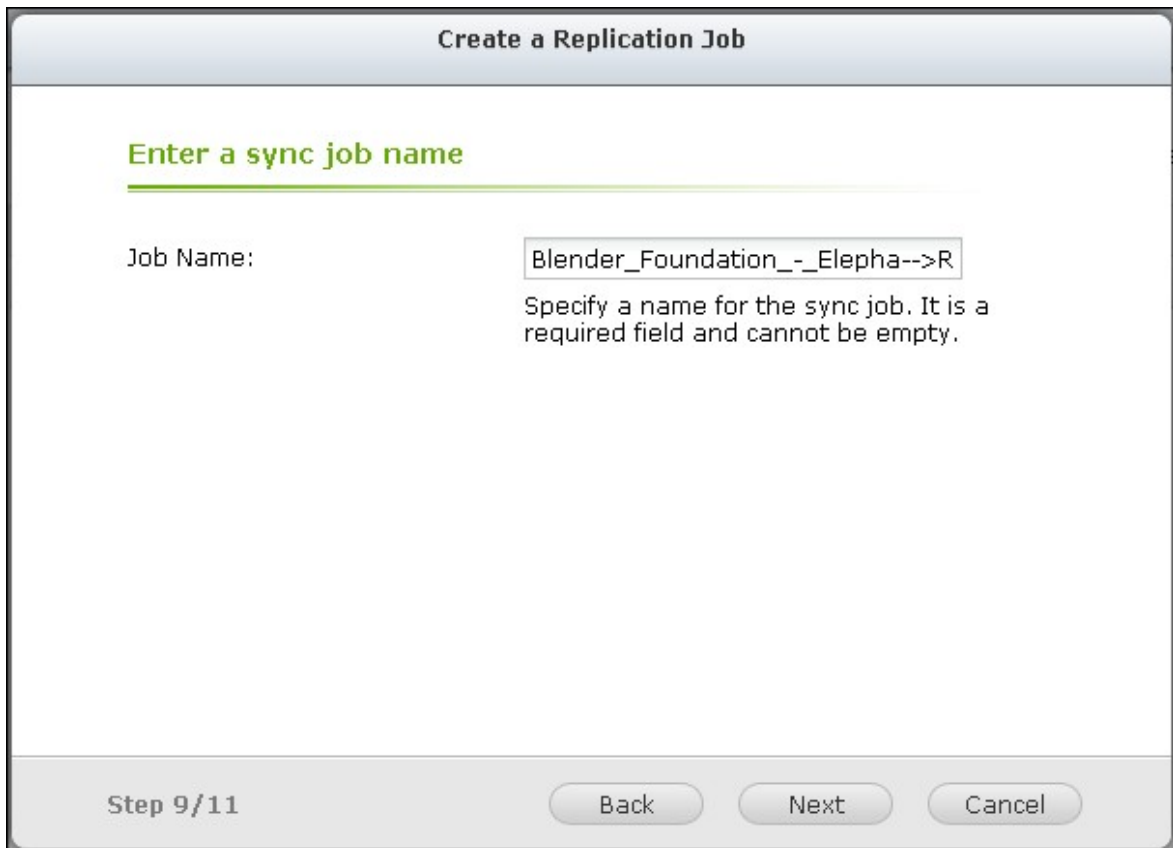 Create a Replication Job
Enter a sync job name
Job Name:
Blender_Foundation_-_Elepha-->R
Specify a name for the sync job. It is a
required field and cannot be empty.
Step 9/11
Back
Next
Cancel